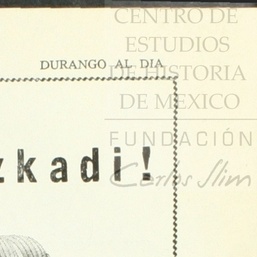 CENTRO DE
ESTUDIOS
DURANGO AL DIA
DE HISTORIA
DE MEXICO
FUNDACIÓN
zkadi!
Carlos Slim